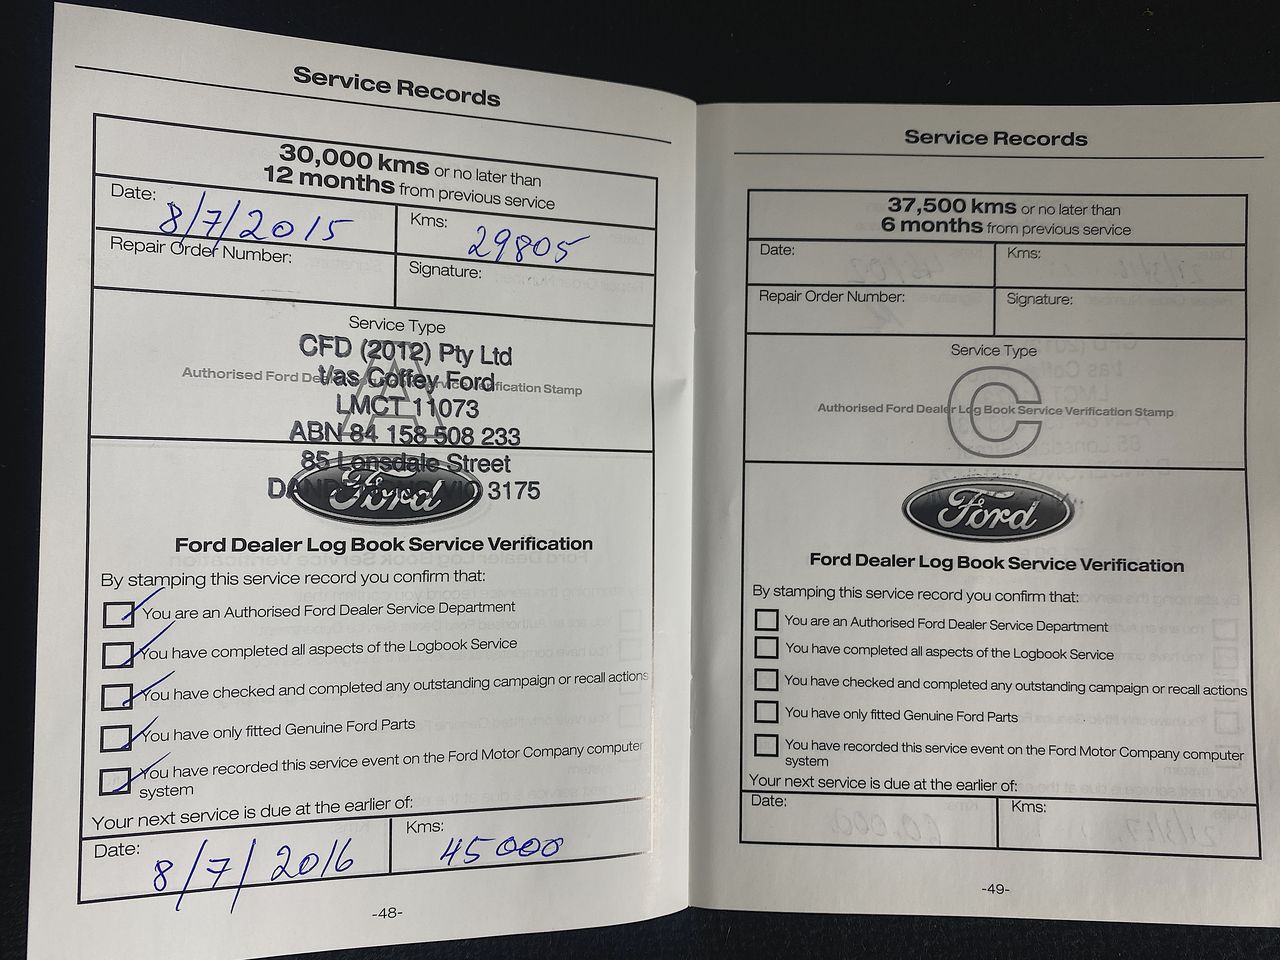 Service Records
30,000 kms or no later than
12 months from previous service
Date: 8/7/2015
Kms: 29805
Repair Order Number:
Signature:
Service Type
A
Authorised Ford Dealer Log Book Service Verification Stamp
CFD (2012) Pty Ltd
t/as Coffey Ford
LMCT 11073
ABN 84 158 508 233
85 Lonsdale Street
3175
Ford
Ford Dealer Log Book Service Verification
By stamping this service record you confirm that:
You are an Authorised Ford Dealer Service Department
You have completed all aspects of the Logbook Service
You have checked and completed any outstanding campaign or recall actions
You have only fitted Genuine Ford Parts
You have recorded this service event on the Ford Motor Company computer
system
Your next service is due at the earlier of:
Date: 8/7/2016
Kms: 45000
-48-
Service Records
37,500 kms or no later than
6 months from previous service
Date:
Kms:
Repair Order Number:
Signature:
Service Type
C
Authorised Ford Dealer Log Book Service Verification Stamp
Ford
Ford Dealer Log Book Service Verification
By stamping this service record you confirm that:
You are an Authorised Ford Dealer Service Department
You have completed all aspects of the Logbook Service
You have checked and completed any outstanding campaign or recall actions
You have only fitted Genuine Ford Parts
You have recorded this service event on the Ford Motor Company computer
system
Your next service is due at the earlier of:
Date:
Kms:
-49-